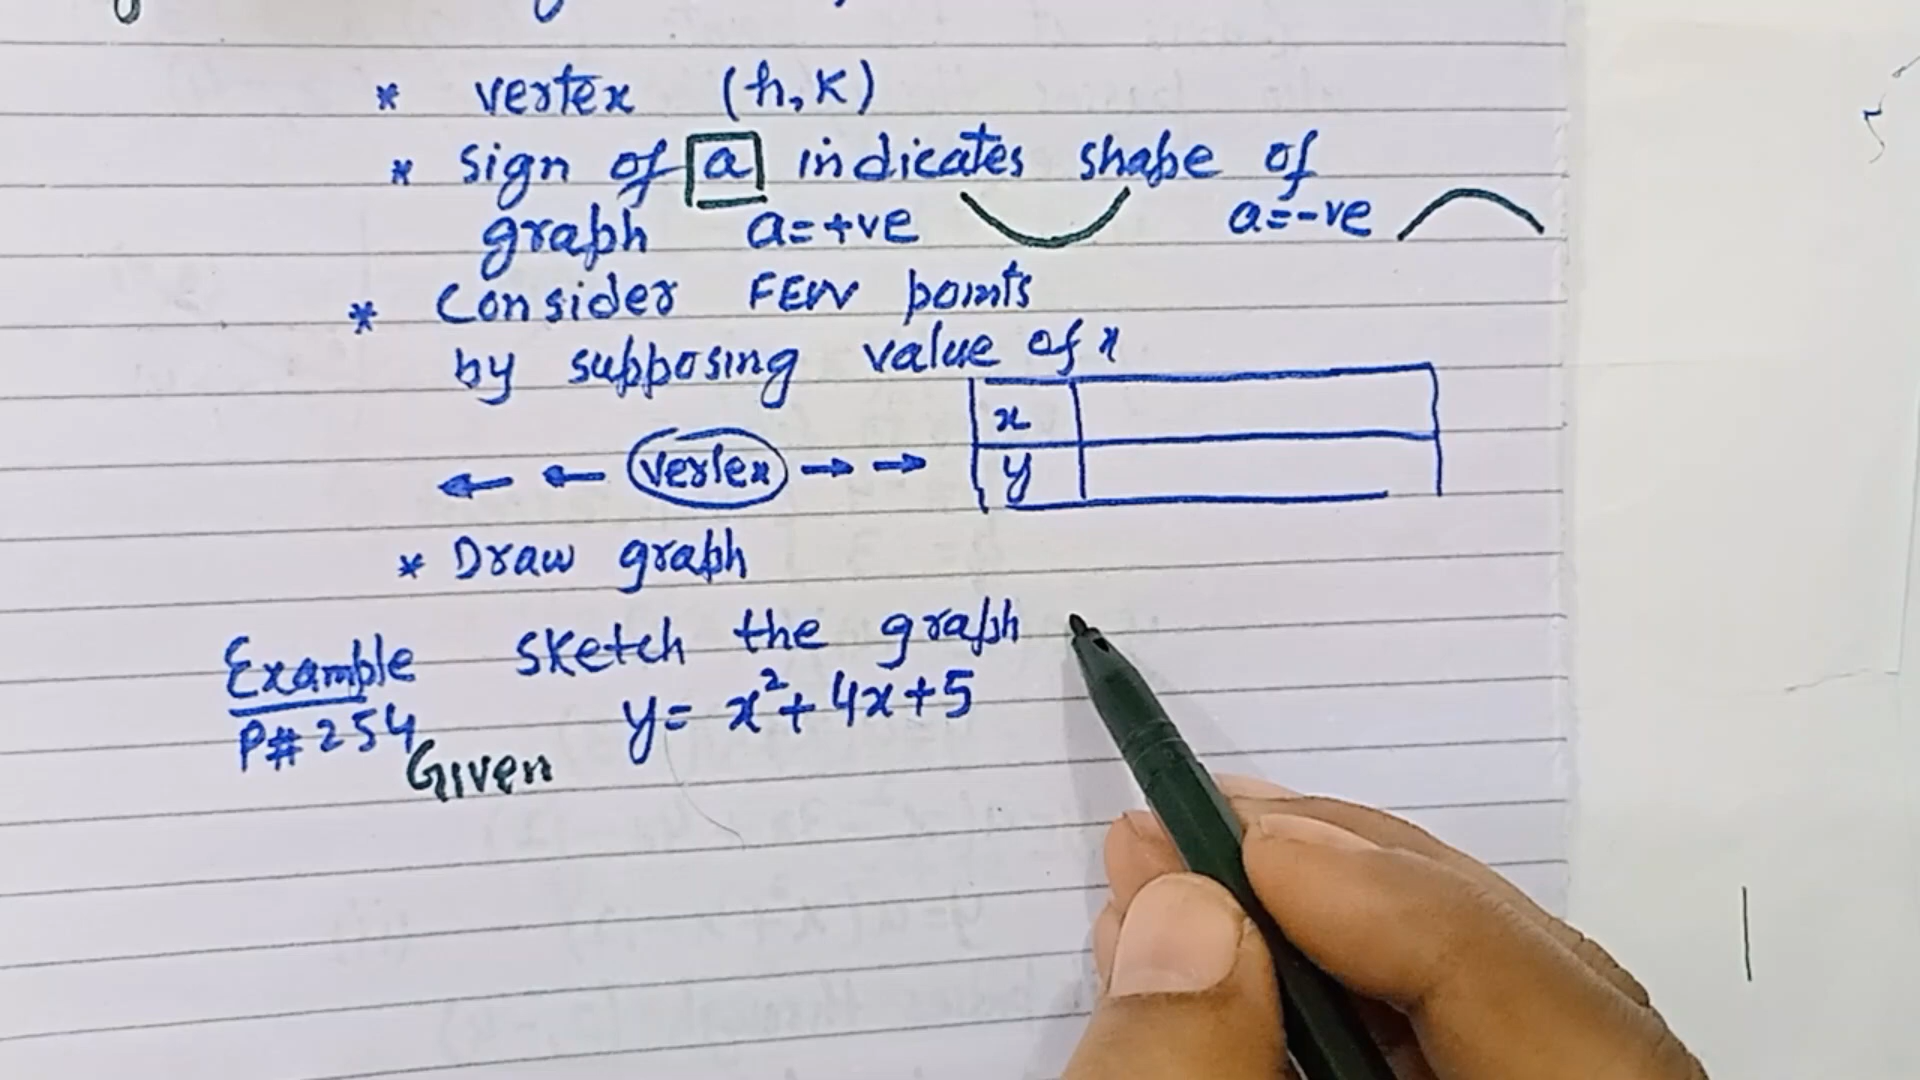 * vertex (h,k)
* Sign of a indicates shape of
graph a=+ve a=-ve
* Consider FEW points
by supposing value of x
vertex
x
y
* Draw graph
Example sketch the graph
P#254 y= x²+4x+5
Given